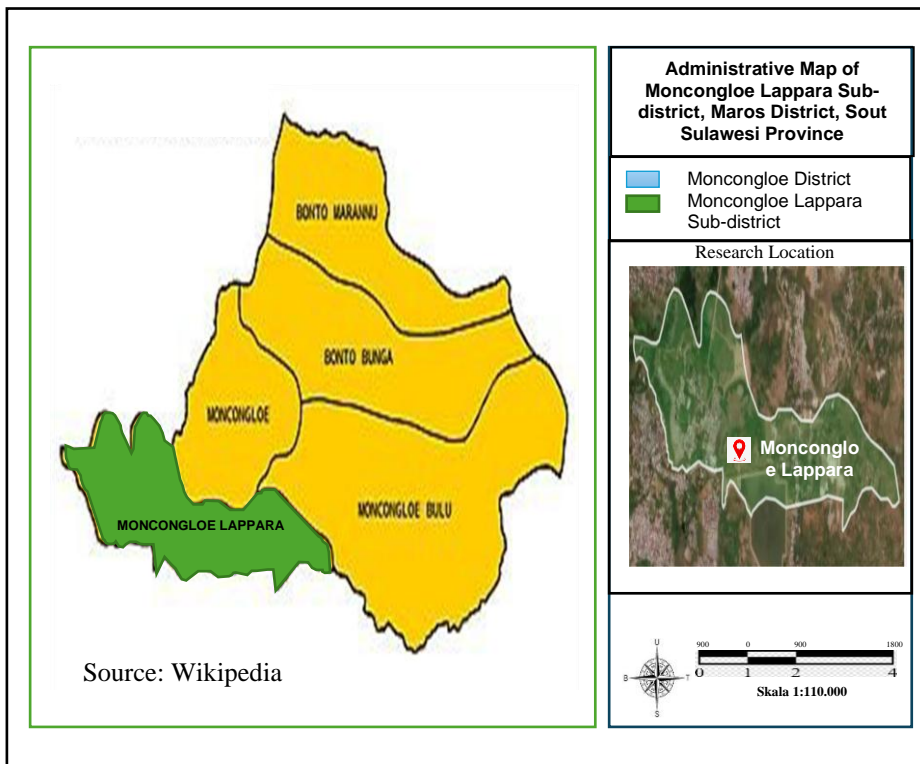 BONTO MARANNU
BONTO BUNGA
MONCONGLOE
MONCONGLOE BULU
MONCONGLOE LAPPARA
Source: Wikipedia
Administrative Map of
Moncongloe Lappara Sub-
district, Maros District, Sout
Sulawesi Province
Moncongloe District
Moncongloe Lappara
Sub-district
Research Location
Monconglo
e Lappara
U
B
T
S
900 0 900 1800
0 1 2 4
Skala 1:110.000